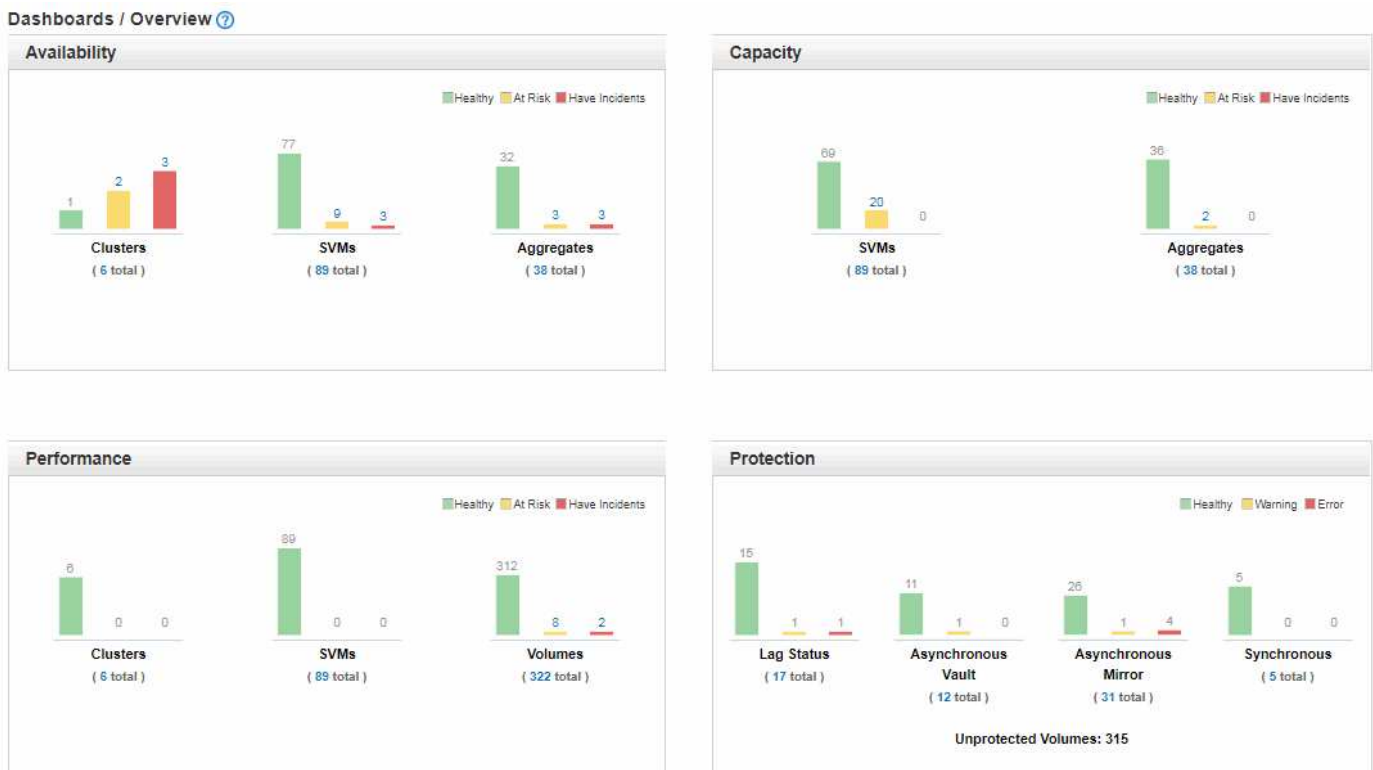 Dashboards / Overview ?
Availability
Healthy At Risk Have Incidents
1 2 3
Clusters
( 6 total )
77 9 3
SVMs
( 89 total )
32 3 3
Aggregates
( 38 total )
Capacity
Healthy At Risk Have Incidents
69 20 0
SVMs
( 89 total )
36 2 0
Aggregates
( 38 total )
Performance
Healthy At Risk Have Incidents
6 0 0
Clusters
( 6 total )
89 0 0
SVMs
( 89 total )
312 8 2
Volumes
( 322 total )
Protection
Healthy Warning Error
15 1 1
Lag Status
( 17 total )
11 1 0
Asynchronous
Vault
( 12 total )
26 1 4
Asynchronous
Mirror
( 31 total )
5 0 0
Synchronous
( 5 total )
Unprotected Volumes: 315